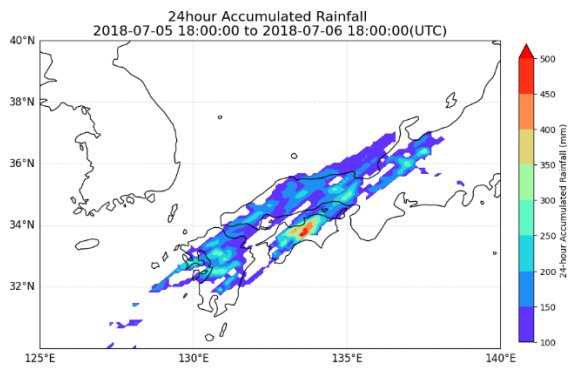 24hour Accumulated Rainfall
2018-07-05 18:00:00 to 2018-07-06 18:00:00(UTC)
40°N
38°N
36°N
34°N
32°N
125°E
130°E
135°E
140°E
500
450
400
350
300
250
200
150
100
24-hour Accumulated Rainfall (mm)